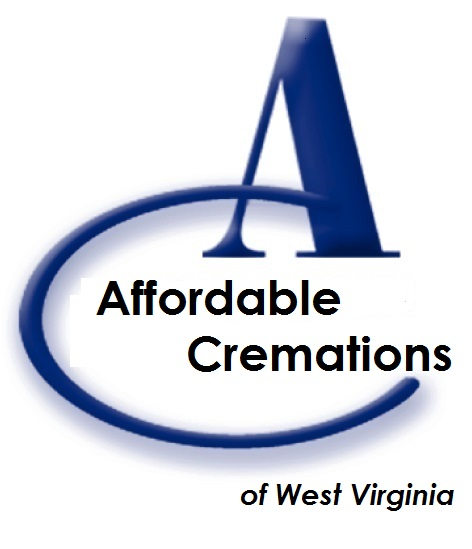 A
Affordable
Cremations
of West Virginia